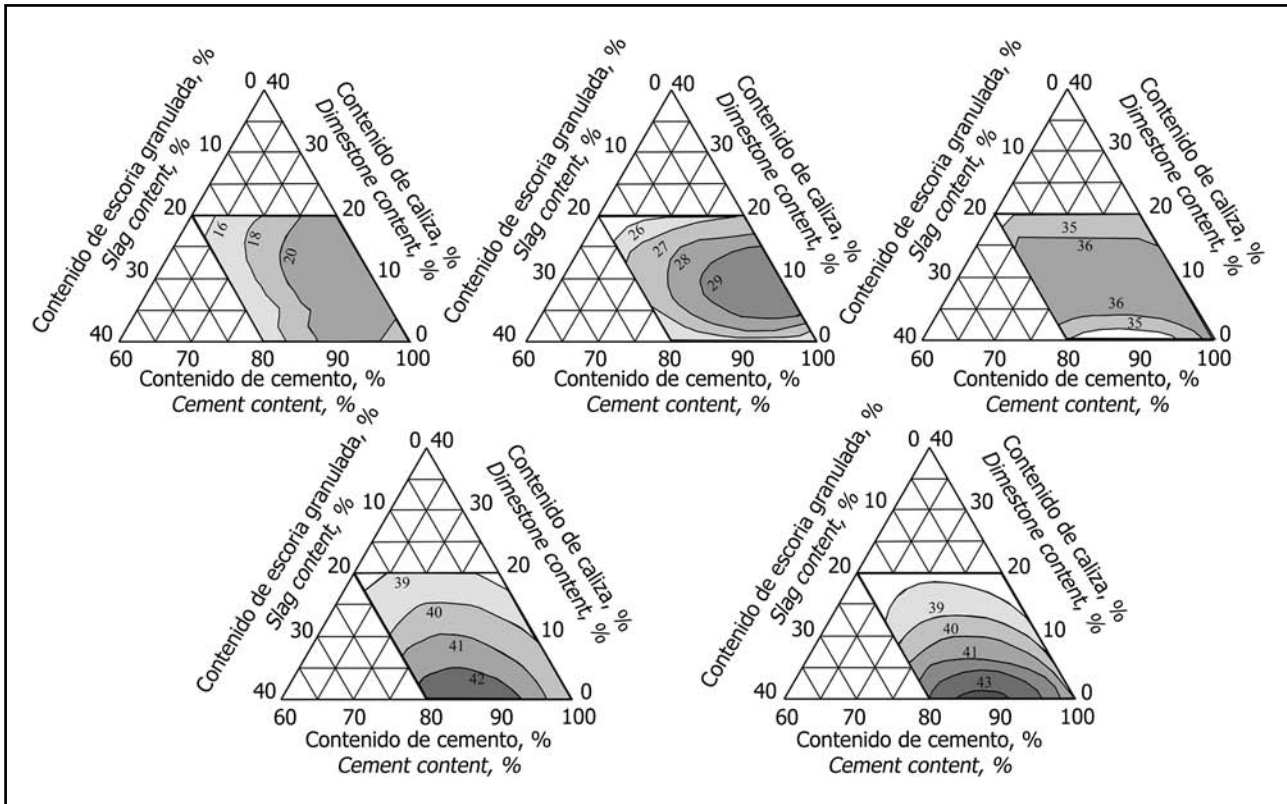 Contenido de escoria granulada, %
Slag content, %
Contenido de caliza, %
Dimestone content, %
0 40
10 30
20 20
30 10
40 0
60 70 80 90 100
16 18 20
Contenido de cemento, %
Cement content, %
Contenido de escoria granulada, %
Slag content, %
Contenido de caliza, %
Dimestone content, %
0 40
10 30
20 20
30 10
40 0
60 70 80 90 100
26 27 28 29
Contenido de cemento, %
Cement content, %
Contenido de escoria granulada, %
Slag content, %
Contenido de caliza, %
Dimestone content, %
0 40
10 30
20 20
30 10
40 0
60 70 80 90 100
35
36
36
35
Contenido de cemento, %
Cement content, %
Contenido de escoria granulada, %
Slag content, %
Contenido de caliza, %
Dimestone content, %
0 40
10 30
20 20
30 10
40 0
60 70 80 90 100
39
40
41
42
Contenido de cemento, %
Cement content, %
Contenido de escoria granulada, %
Slag content, %
Contenido de caliza, %
Dimestone content, %
0 40
10 30
20 20
30 10
40 0
60 70 80 90 100
39
40
41
43
Contenido de cemento, %
Cement content, %